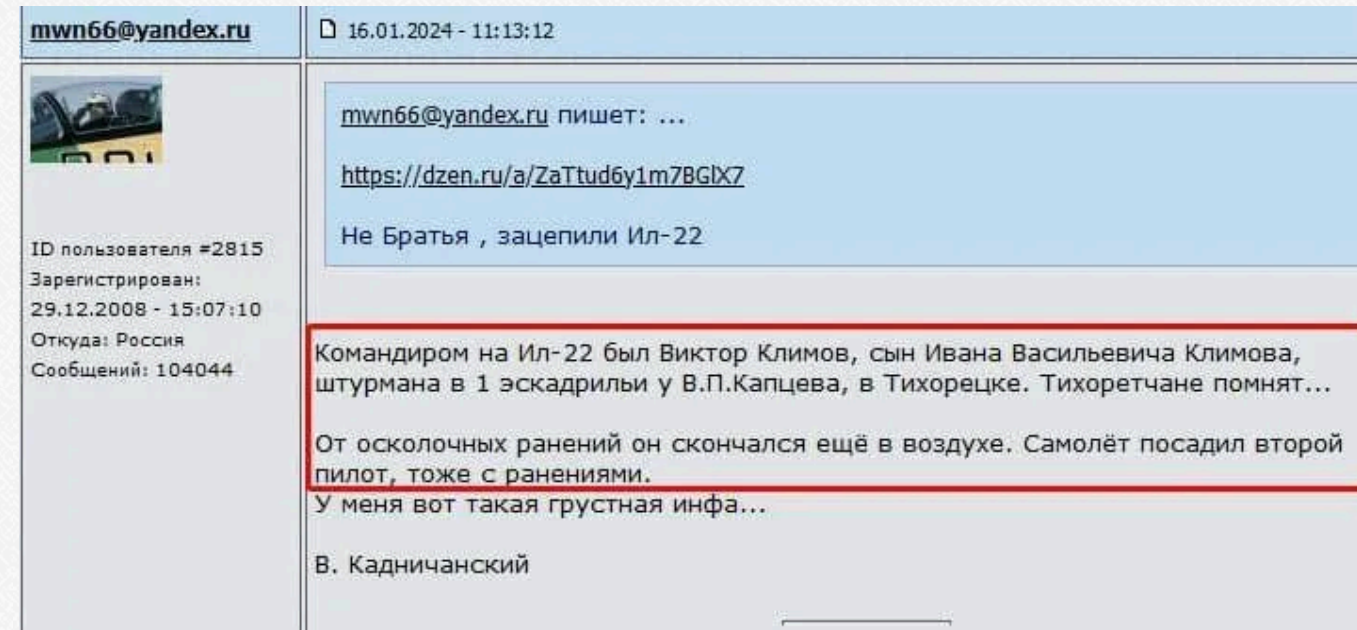 mwn66@yandex.ru
16.01.2024 - 11:13:12
ID пользователя #2815
Зарегистрирован:
29.12.2008 - 15:07:10
Откуда: Россия
Сообщений: 104044
mwn66@yandex.ru пишет: ...
https://dzen.ru/a/ZaTtud6y1m7BGlX7
Не Братья , зацепили Ил-22
Командиром на Ил-22 был Виктор Климов, сын Ивана Васильевича Климова,
штурмана в 1 эскадрильи у В.П.Капцева, в Тихорецке. Тихоретчане помнят...
От осколочных ранений он скончался ещё в воздухе. Самолёт посадил второй
пилот, тоже с ранениями.
У меня вот такая грустная инфа...
В. Кадничанский